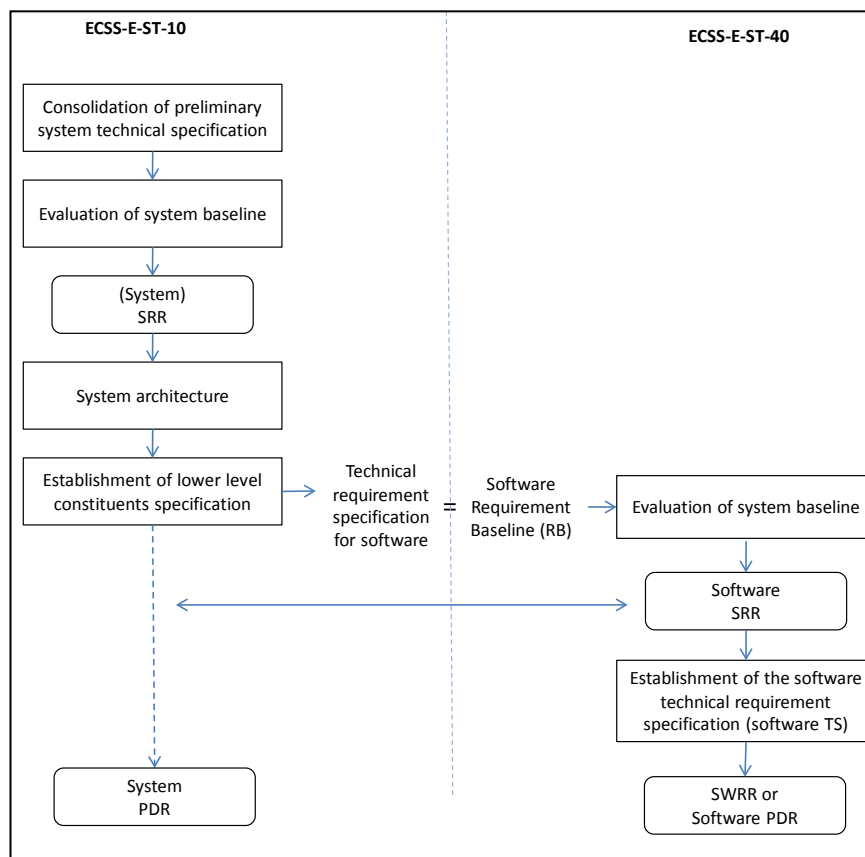 ECSS-E-ST-10
ECSS-E-ST-40
Consolidation of preliminary
system technical specification
Evaluation of system baseline
(System)
SRR
System architecture
Establishment of lower level
constituents specification
Technical
requirement
specification
for software
=
Software
Requirement
Baseline (RB)
Evaluation of system baseline
Software
SRR
Establishment of the software
technical requirement
specification (software TS)
System
PDR
SWRR or
Software PDR